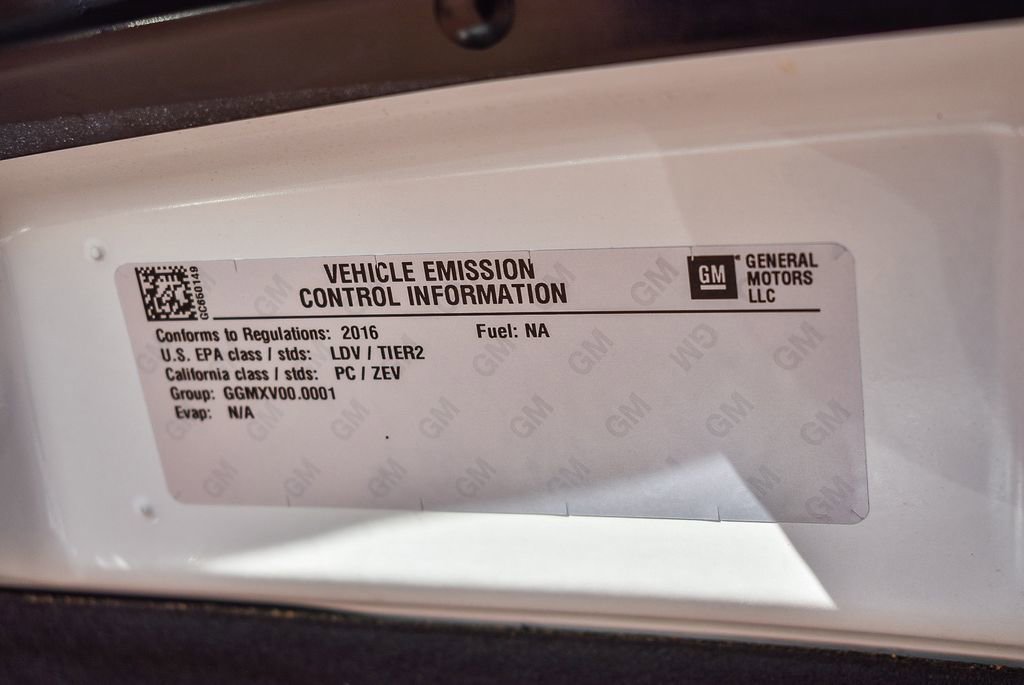 VEHICLE EMISSION
CONTROL INFORMATION
GM GENERAL
MOTORS
LLC
GC650149
Conforms to Regulations: 2016 Fuel: NA
U.S. EPA class / stds: LDV / TIER2
California class / stds: PC / ZEV
Group: GGMXV00.0001
Evap: N/A